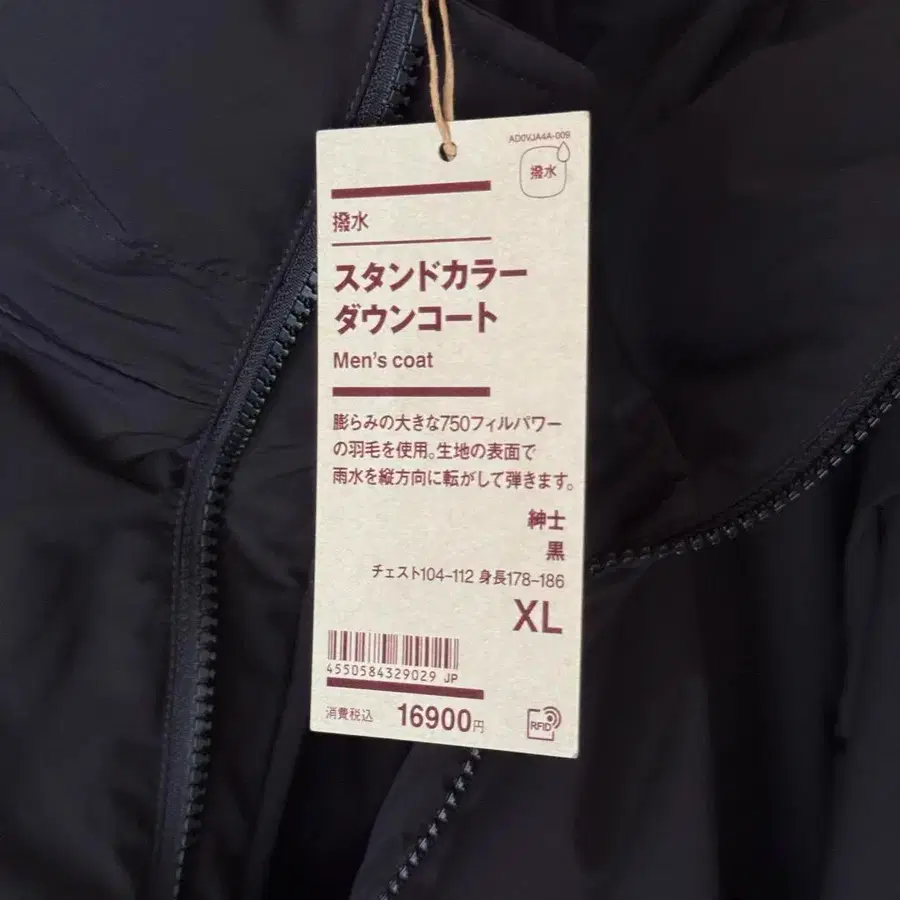 AD0VJA4A-009
撥水
撥水
スタンドカラー
ダウンコート
Men's coat
膨らみの大きな750フィルパワー
の羽毛を使用。生地の表面で
雨水を縦方向に転がして弾きます。
紳士
黒
チェスト104-112 身長178-186
XL
4550584329029 JP
消費税込 16900円
RFID